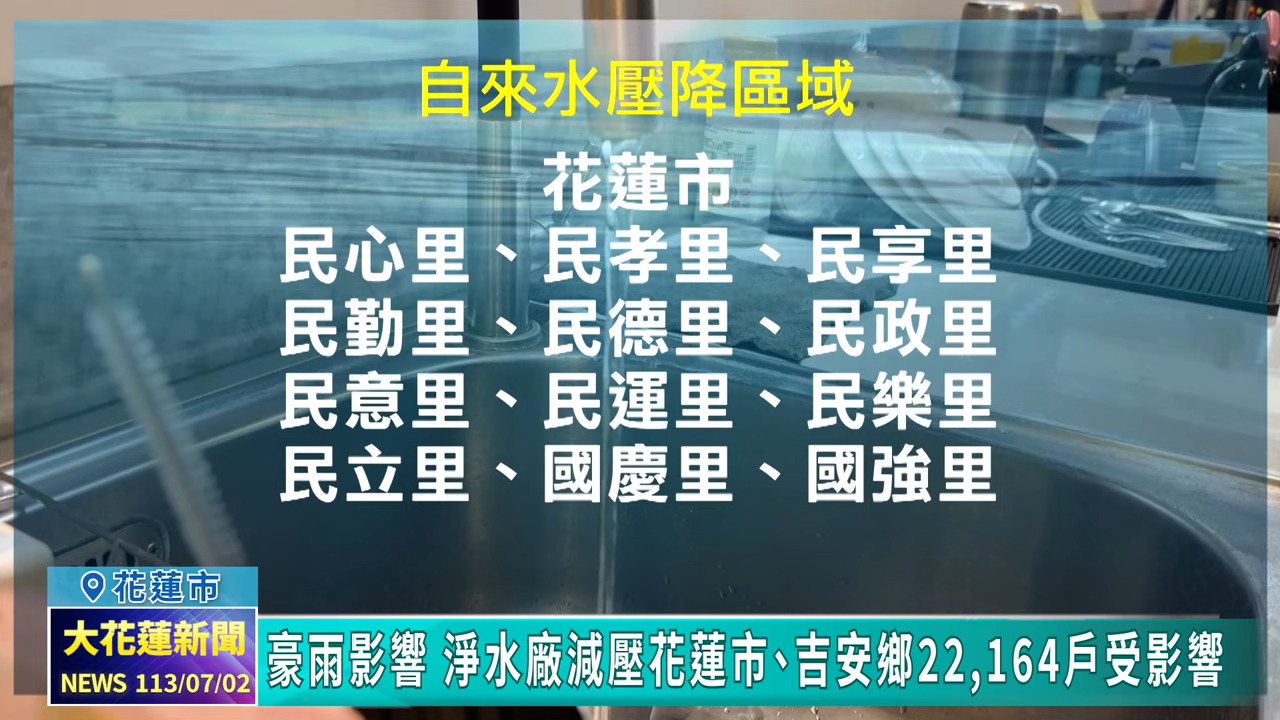 自來水壓降區域
花蓮市
民心里、民孝里、民享里
民勤里、民德里、民政里
民意里、民運里、民樂里
民立里、國慶里、國強里
花蓮市
大花蓮新聞
NEWS 113/07/02
豪雨影響 淨水廠減壓花蓮市、吉安鄉22,164戶受影響